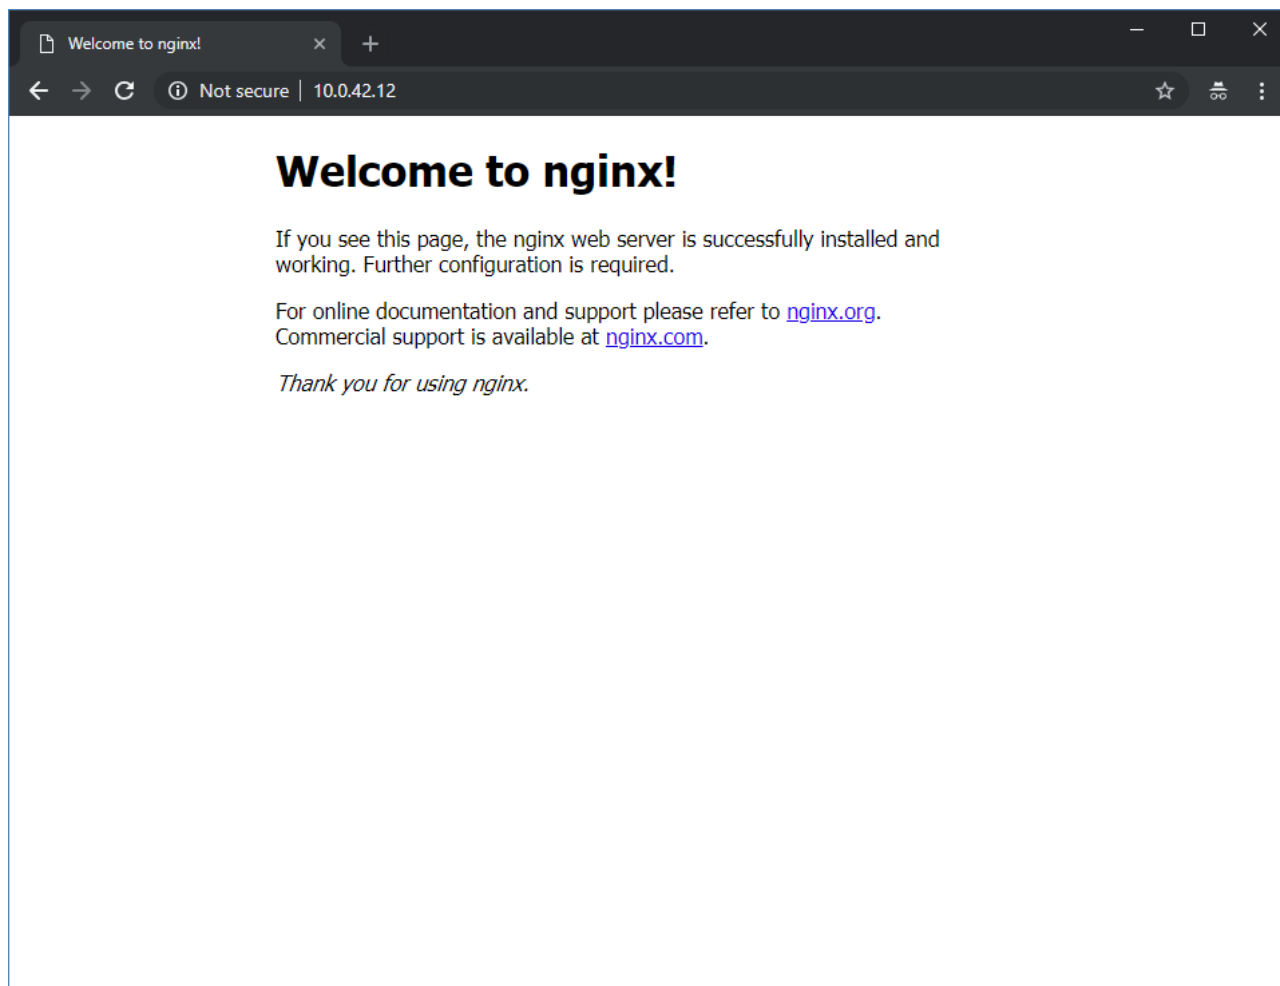 Welcome to nginx!
Not secure
10.0.42.12
Welcome to nginx!
If you see this page, the nginx web server is successfully installed and
working. Further configuration is required.
For online documentation and support please refer to nginx.org.
Commercial support is available at nginx.com.
Thank you for using nginx.